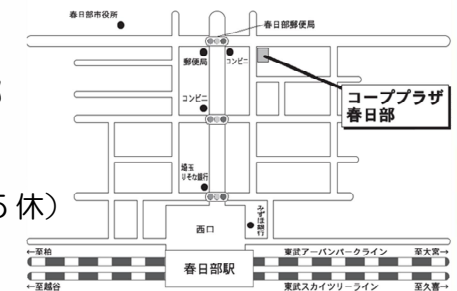 春日部市役所
春日部郵便局
郵便局
コンビニ
コンビニ
コーププラザ
春日部
埼玉
りそな銀行
5休）
みずほ銀行
西口
←至柏
東武アーバンパークライン
至大宮→
春日部駅
←至越谷
東武スカイツリーライン
至久喜→